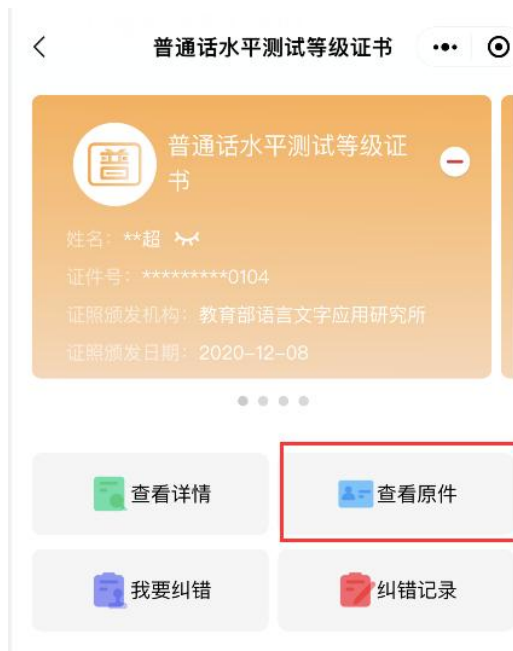 普通话水平测试等级证书
普
普通话水平测试等级证
书
姓名：**超
证件号：*********0104
证照颁发机构：教育部语言文字应用研究所
证照颁发日期：2020-12-08
查看详情
查看原件
我要纠错
纠错记录